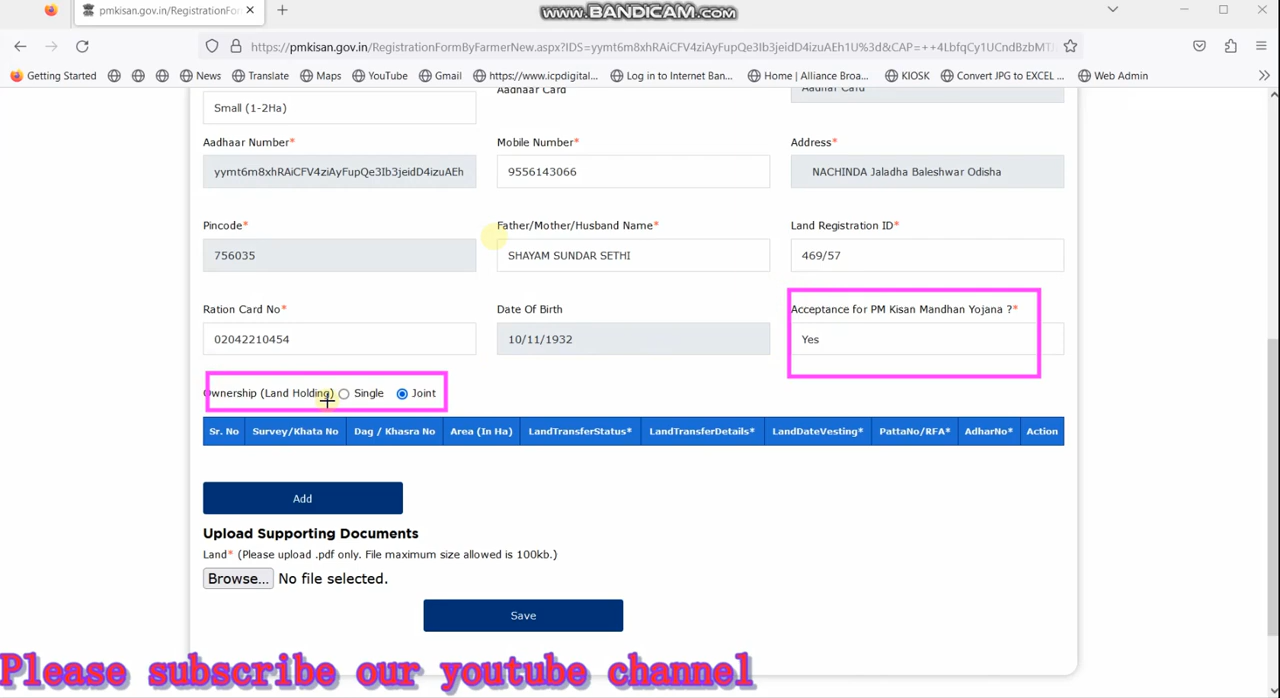 pmkisan.gov.in/RegistrationForm
www.BANDICAM.com
https://pmkisan.gov.in/RegistrationFormByFarmerNew.aspx?IDS=yymt6m8xhRAiCFV4ziAyFupQe3Ib3jeidD4izuAEh1U%3d&CAP=++4LbfqCy1UCndBzbMT
Getting Started News Translate Maps YouTube Gmail https://www.icpdigital... Log in to Internet Ban... Home | Alliance Broa... KIOSK Convert JPG to EXCEL ... Web Admin
Small (1-2Ha) Aadhaar Card Aadhar Card
Aadhaar Number* Mobile Number* Address*
yymt6m8xhRAiCFV4ziAyFupQe3Ib3jeidD4izuAEh 9556143066 NACHINDA Jaladha Baleshwar Odisha
Pincode* Father/Mother/Husband Name* Land Registration ID*
756035 SHAYAM SUNDAR SETHI 469/57
Ration Card No* Date Of Birth Acceptance for PM Kisan Mandhan Yojana ?*
02042210454 10/11/1932 Yes
Ownership (Land Holding) Single Joint
Sr. No Survey/Khata No Dag / Khasra No Area (In Ha) LandTransferStatus* LandTransferDetails* LandDateVesting* PattaNo/RFA* AdharNo* Action
Add
Upload Supporting Documents
Land* (Please upload .pdf only. File maximum size allowed is 100kb.)
Browse... No file selected.
Save
Please subscribe our youtube channel